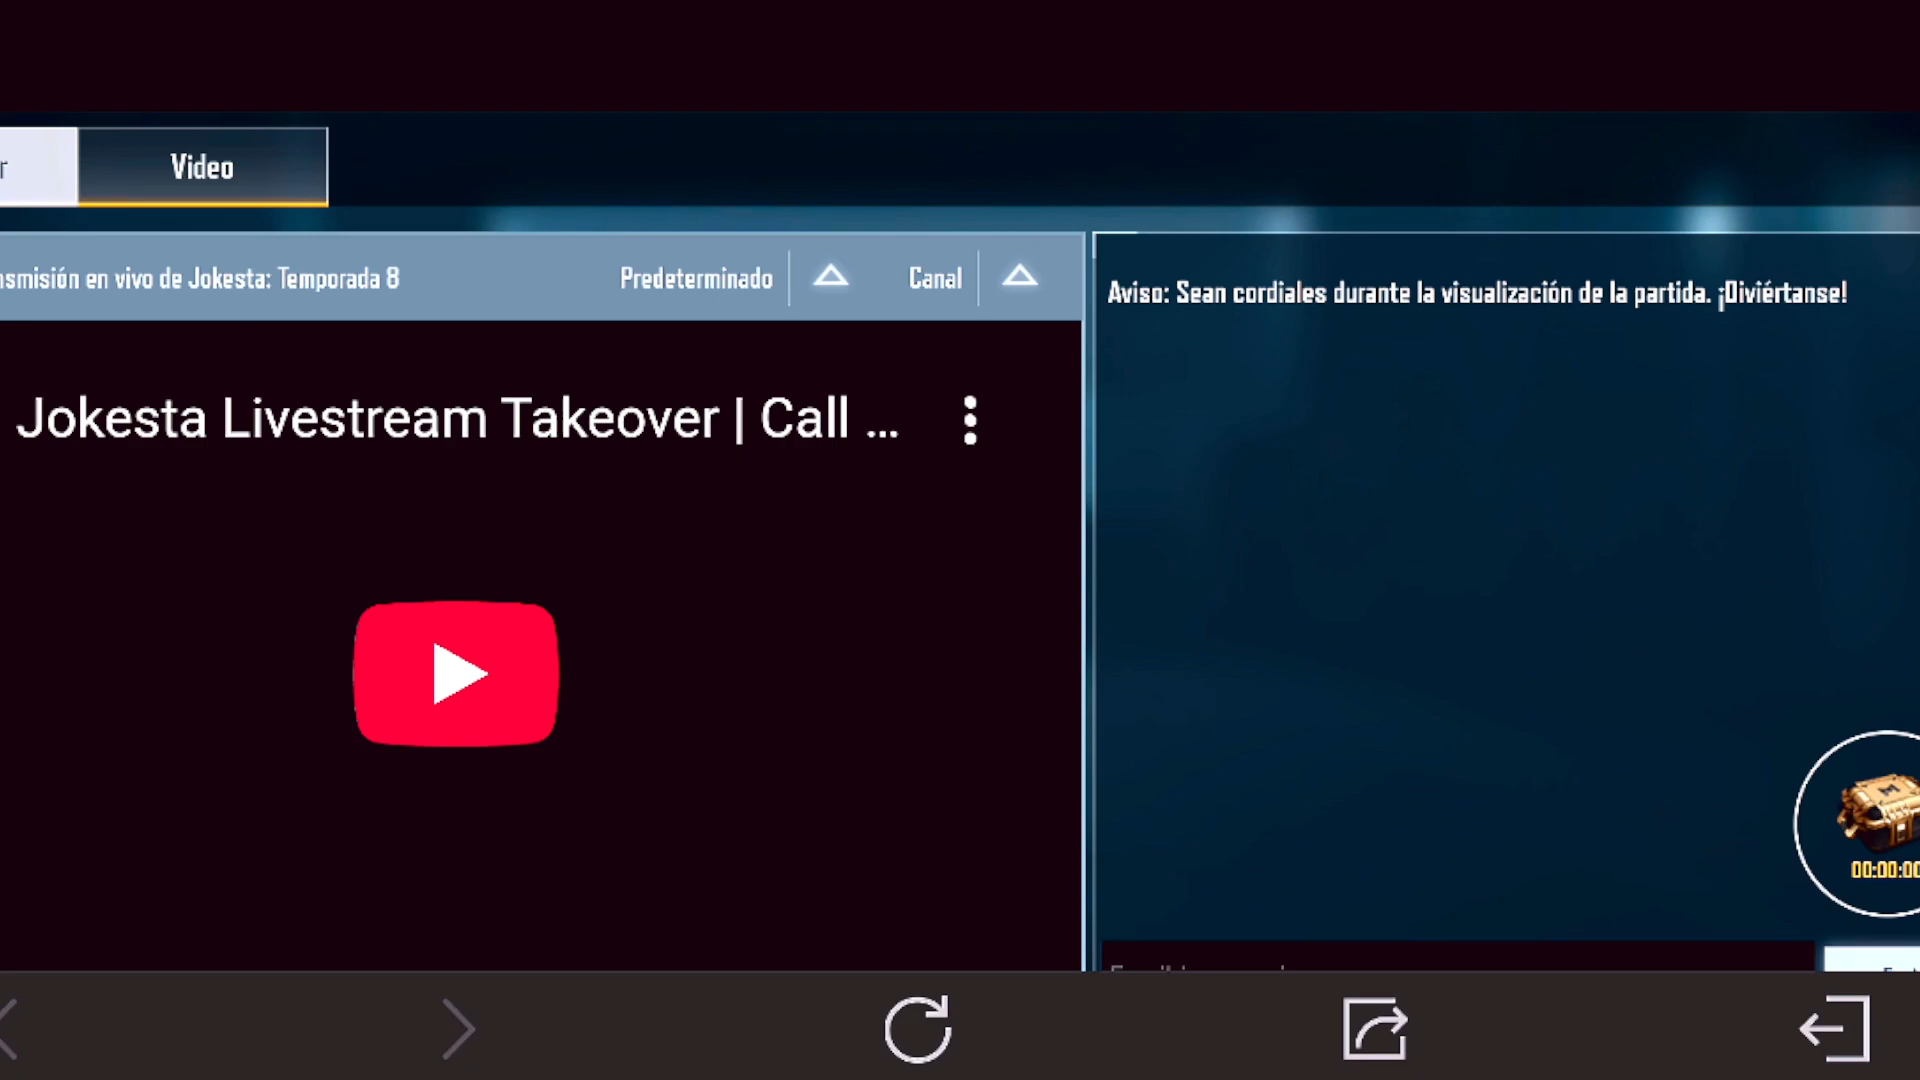 Video
Transmisión en vivo de Jokesta: Temporada 8
Predeterminado
Canal
Aviso: Sean cordiales durante la visualización de la partida. ¡Diviértanse!
Jokesta Livestream Takeover | Call ...
00:00:00